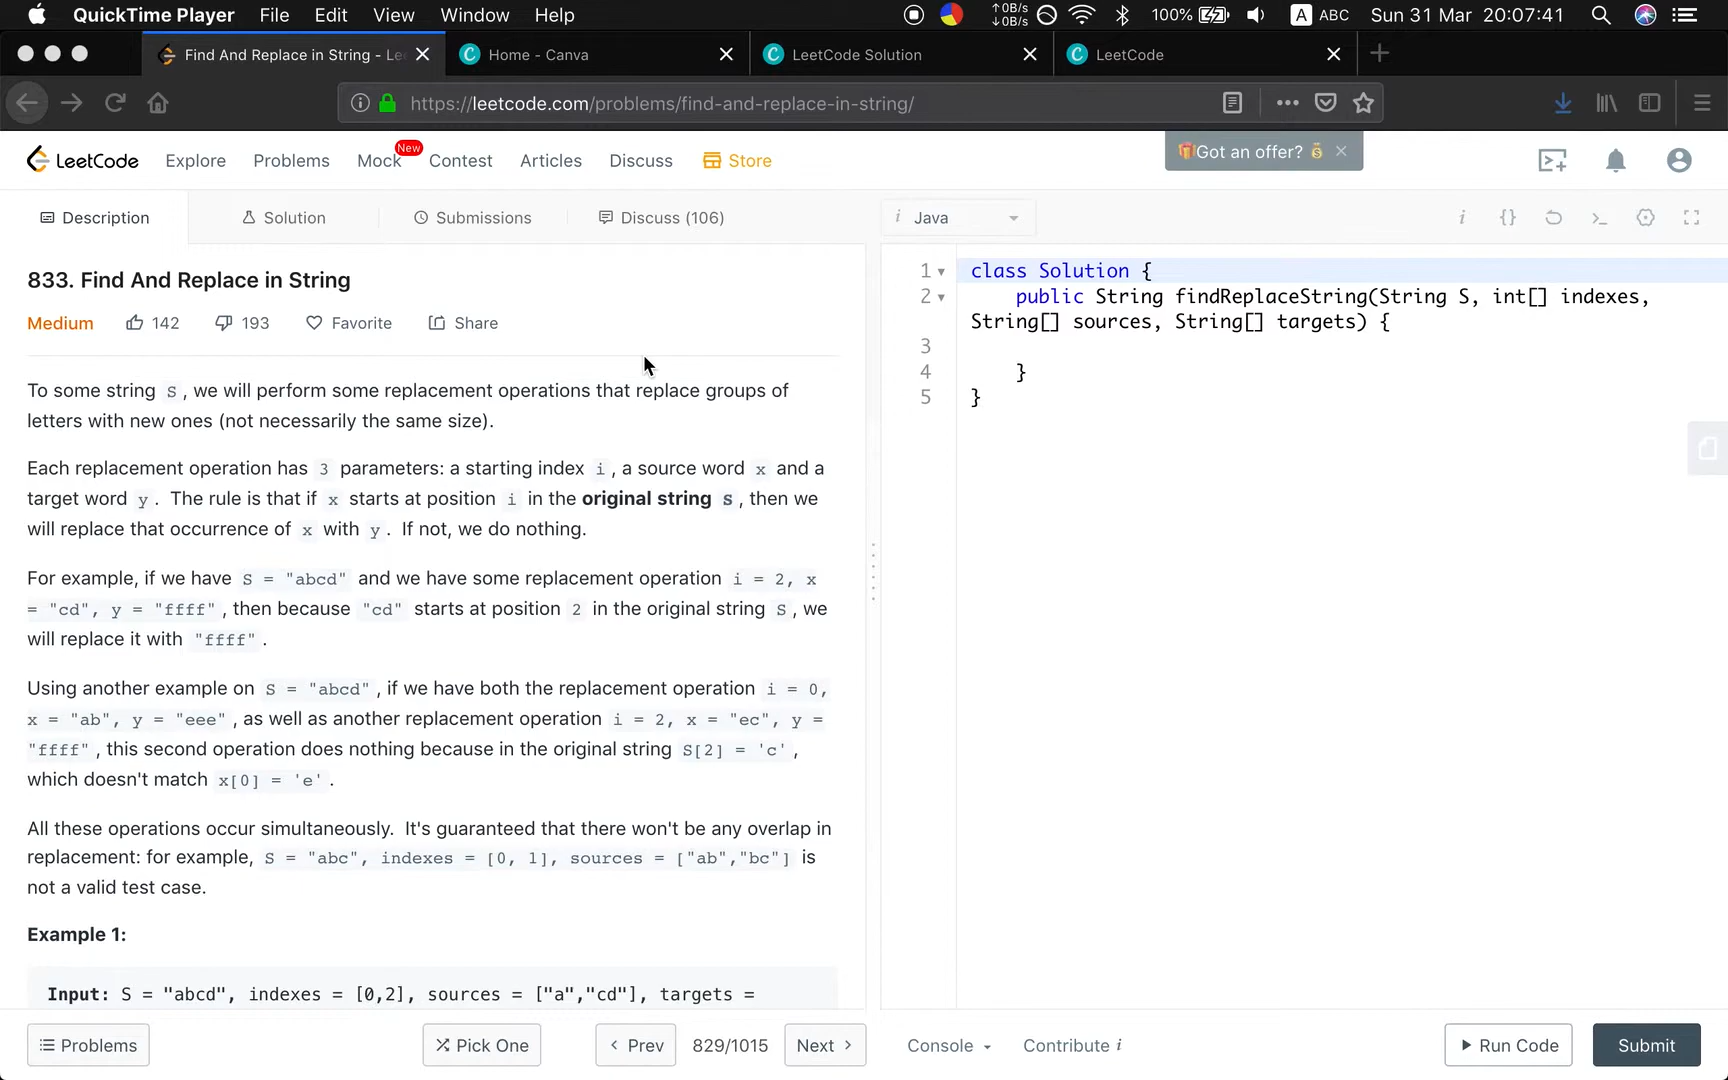 QuickTime Player File Edit View Window Help ↑0B/s ↓0B/s 100% A ABC Sun 31 Mar 20:07:41
Find And Replace in String - Le Home - Canva LeetCode Solution LeetCode
https://leetcode.com/problems/find-and-replace-in-string/
LeetCode Explore Problems Mock New Contest Articles Discuss Store Got an offer?
Description Solution Submissions Discuss (106)
833. Find And Replace in String
Medium 142 193 Favorite Share
To some string S, we will perform some replacement operations that replace groups of
letters with new ones (not necessarily the same size).
Each replacement operation has 3 parameters: a starting index i, a source word x and a
target word y. The rule is that if x starts at position i in the original string S, then we
will replace that occurrence of x with y. If not, we do nothing.
For example, if we have S = "abcd" and we have some replacement operation i = 2, x
= "cd", y = "ffff", then because "cd" starts at position 2 in the original string S, we
will replace it with "ffff".
Using another example on S = "abcd", if we have both the replacement operation i = 0,
x = "ab", y = "eee", as well as another replacement operation i = 2, x = "ec", y =
"ffff", this second operation does nothing because in the original string S[2] = 'c',
which doesn't match x[0] = 'e'.
All these operations occur simultaneously. It's guaranteed that there won't be any overlap in
replacement: for example, S = "abc", indexes = [0, 1], sources = ["ab","bc"] is
not a valid test case.
Example 1:
Input: S = "abcd", indexes = [0,2], sources = ["a","cd"], targets =
i Java i {}
1 class Solution {
2 public String findReplaceString(String S, int[] indexes,
String[] sources, String[] targets) {
3
4 }
5 }
Problems Pick One Prev 829/1015 Next Console Contribute i Run Code Submit